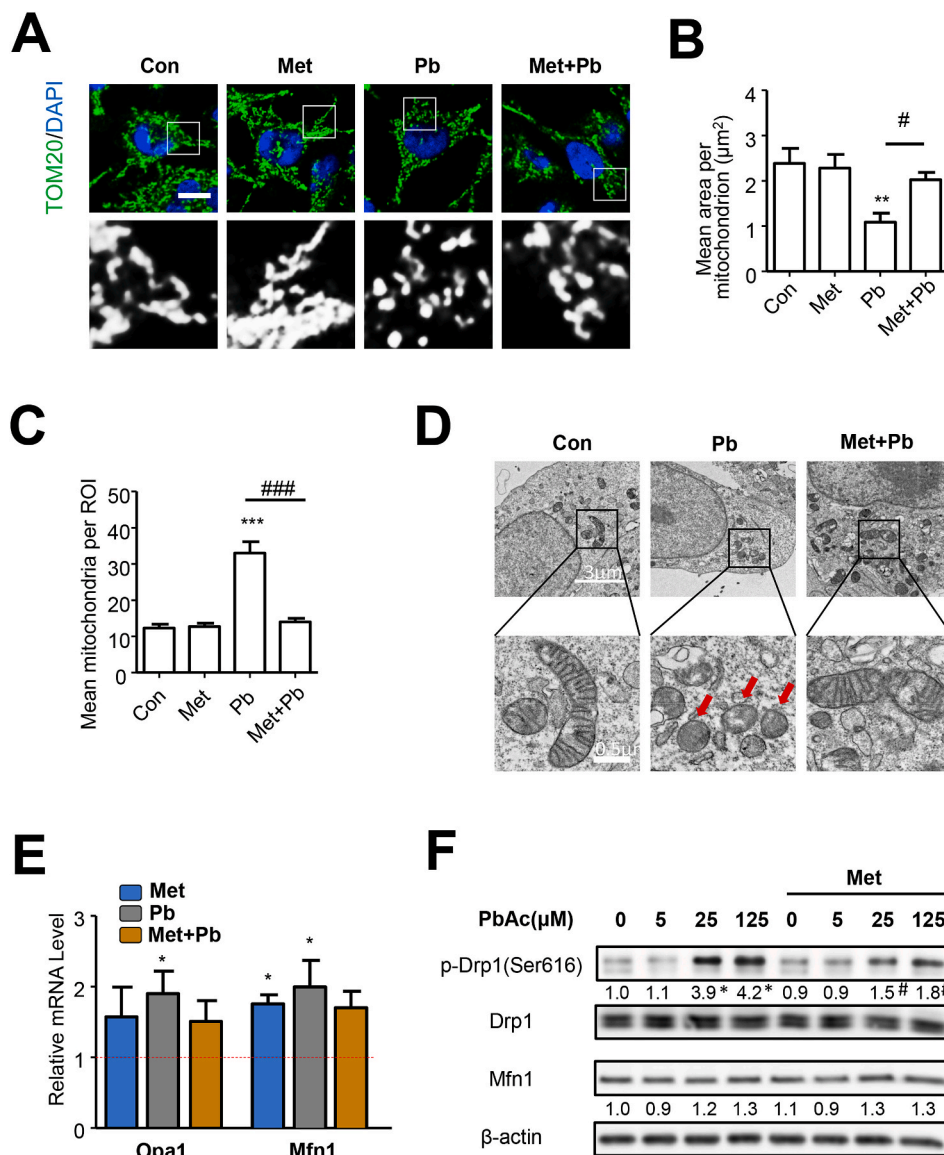 A
Con Met Pb Met+Pb
TOM20/DAPI
B
Mean area per
mitochondrion (µm²)
4
3
2
1
0
#
**
Con Met Pb Met+Pb
C
Mean mitochondria per ROI
50
40
30
20
10
0
###
***
Con Met Pb Met+Pb
D
Con Pb Met+Pb
3µm
0.5µ
E
Met
Pb
Met+Pb
Relative mRNA Level
3
2
1
0
* * *
Opa1 Mfn1
F
Met
PbAc(µM) 0 5 25 125 0 5 25 125
p-Drp1(Ser616)
1.0 1.1 3.9* 4.2* 0.9 0.9 1.5# 1.8#
Drp1
Mfn1
1.0 0.9 1.2 1.3 1.1 0.9 1.3 1.3
β-actin